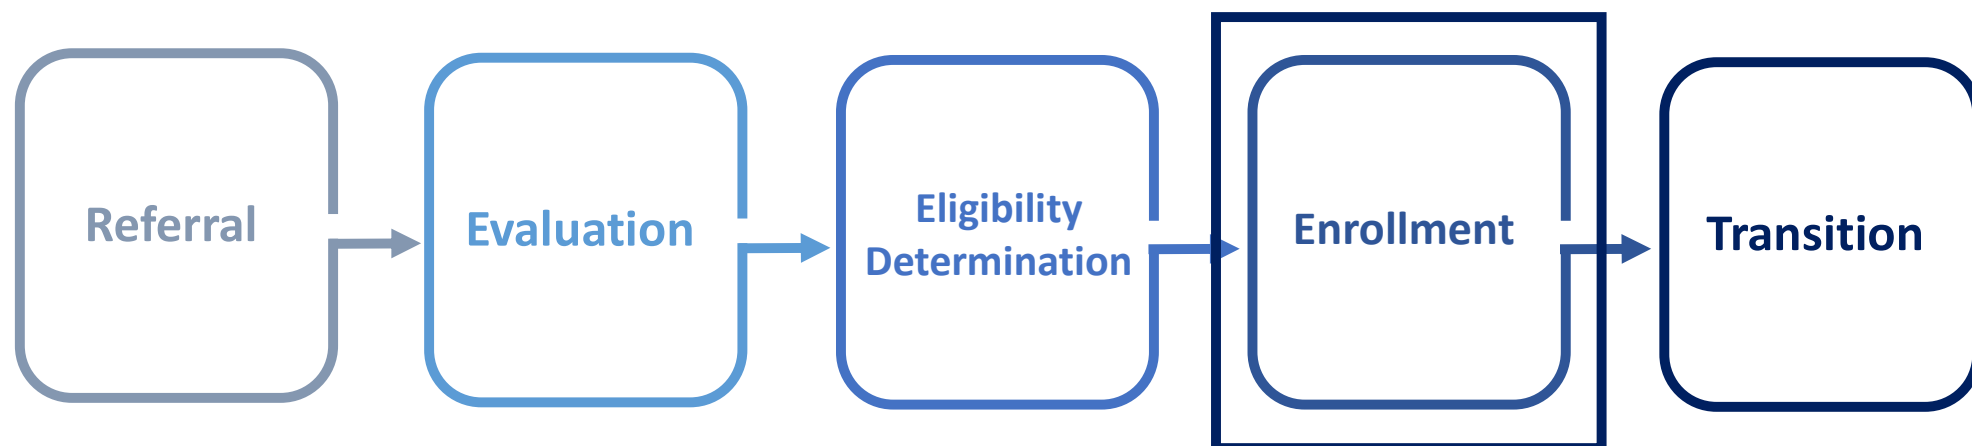 Referral
Evaluation
Eligibility
Determination
Enrollment
Transition